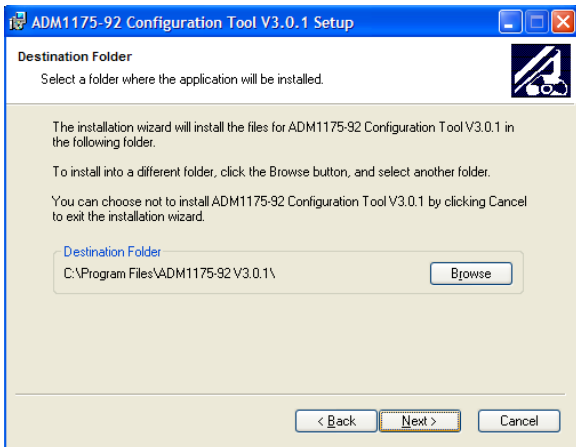 ADM1175-92 Configuration Tool V3.0.1 Setup
Destination Folder
Select a folder where the application will be installed.
The installation wizard will install the files for ADM1175-92 Configuration Tool V3.0.1 in
the following folder.
To install into a different folder, click the Browse button, and select another folder.
You can choose not to install ADM1175-92 Configuration Tool V3.0.1 by clicking Cancel
to exit the installation wizard.
Destination Folder
C:\Program Files\ADM1175-92 V3.0.1\
Browse
< Back
Next >
Cancel